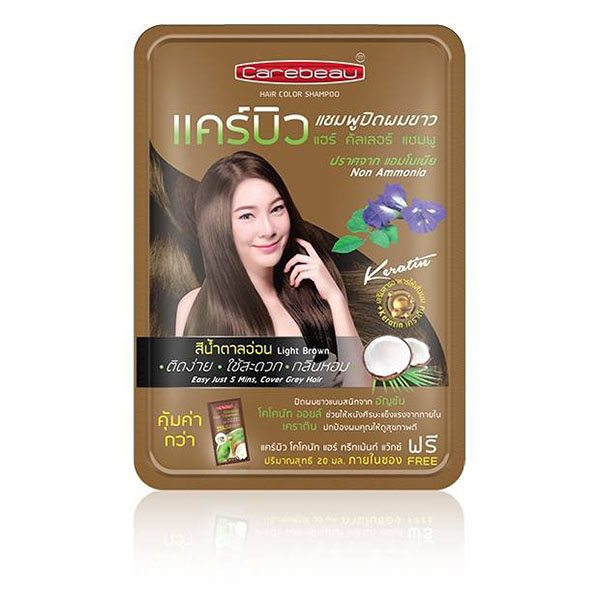 Carebeau
HAIR COLOR SHAMPOO
แคร์บิว แชมพูปิดผมขาว
แฮร์ คัลเลอร์ แชมพู
ปราศจาก แอมโมเนีย
Non Ammonia
Keratin
สีน้ำตาลอ่อน Light Brown
• ติดง่าย • ใช้สะดวก • กลิ่นหอม
Easy Just 5 Mins, Cover Grey Hair
ปิดผมขาวแบบสนิทจาก อัญชัน
โคโคนัท ออยล์ ช่วยให้หนังศีรษะแข็งแรงจากภายใน
เคราติน ปกป้องผมคุณให้ดูสุขภาพดี
คุ้มค่า
กว่า
แคร์บิว โคโคนัท แฮร์ ทรีทเม้นท์ แว๊กซ์ ฟรี
ปริมาณสุทธิ 20 มล. ภายในซอง FREE